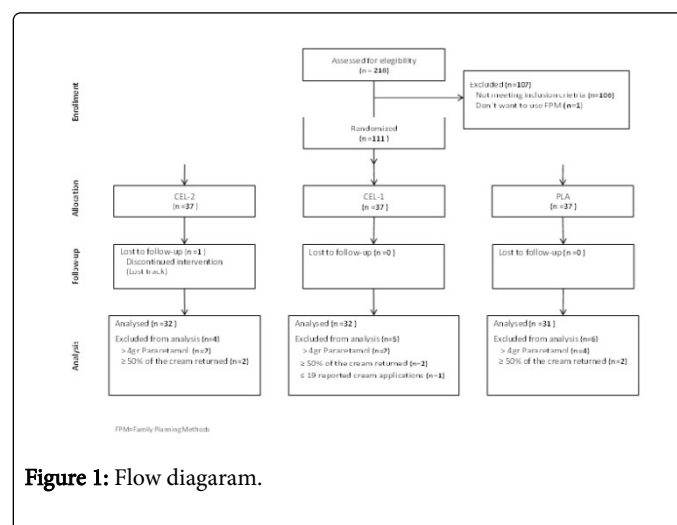 Enrollment
Assessed for elegibility
(n = 218)
Excluded (n=107)
Not meeting inclusion crietria (n=106)
Don´t want to use FPM (n=1)
Randomized
(n =111 )
Allocation
CEL-2
(n =37 )
CEL-1
(n =37 )
PLA
(n =37 )
Follow-up
Lost to follow-up (n =1 )
Discontinued intervention
(Lost track)
Lost to follow-up (n =0 )
Lost to follow-up (n =0 )
Analysis
Analysed (n =32 )
Excluded from analysis (n=4)
> 4gr Paracetamol (n=2)
≥ 50% of the cream returned (n=2)
Analysed (n =32 )
Excluded from analysis (n=5)
> 4gr Paracetamol (n=2)
≥ 50% of the cream returned (n=2)
≤ 19 reported cream applications (n=1)
Analysed (n =31 )
Excluded from analysis (n=6)
> 4gr Paracetamol (n=4)
≥ 50% of the cream returned (n=2)
FPM=Family Planning Methods
Figure 1: Flow diagaram.